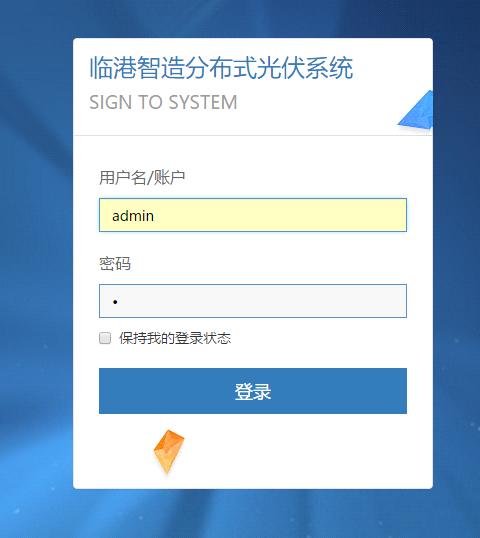 临港智造分布式光伏系统
SIGN TO SYSTEM
用户名/账户
admin
密码
•
保持我的登录状态
登录